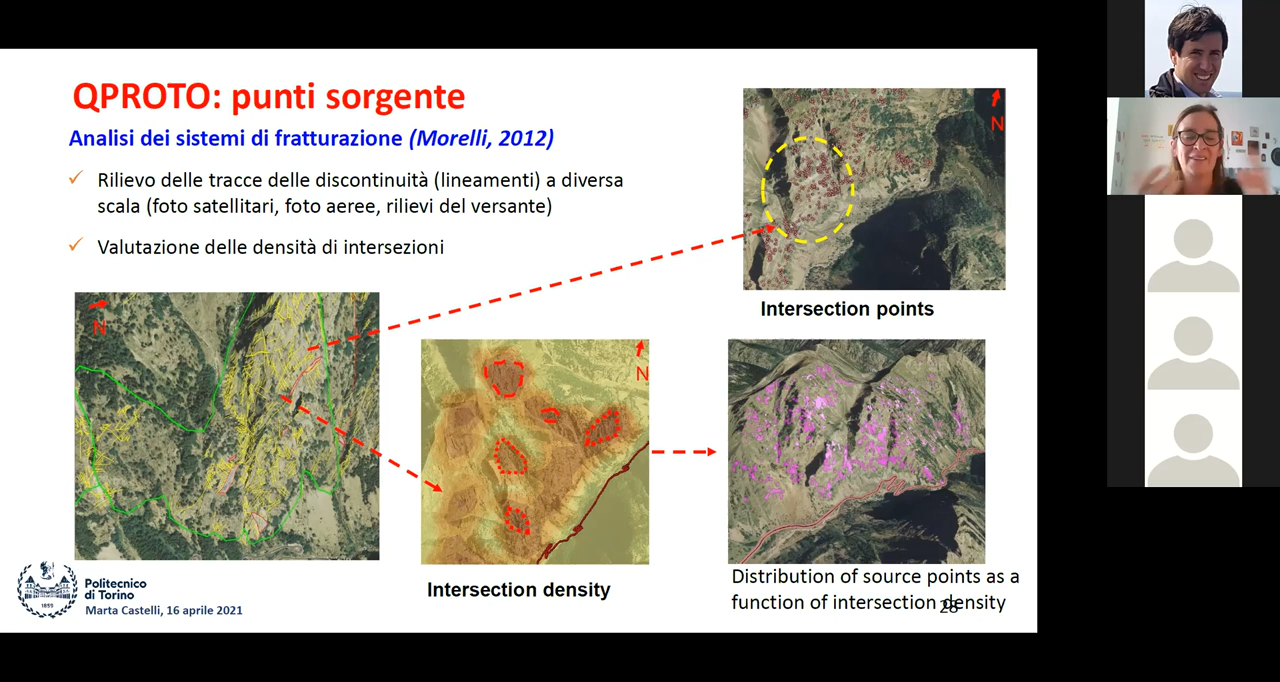 QPROTO: punti sorgente
Analisi dei sistemi di fratturazione (Morelli, 2012)
Rilievo delle tracce delle discontinuità (lineamenti) a diversa
scala (foto satellitari, foto aeree, rilievi del versante)
Valutazione delle densità di intersezioni
N
Intersection points
N
N
Intersection density
Distribution of source points as a
function of intersection density
28
1859
Politecnico
di Torino
Marta Castelli, 16 aprile 2021